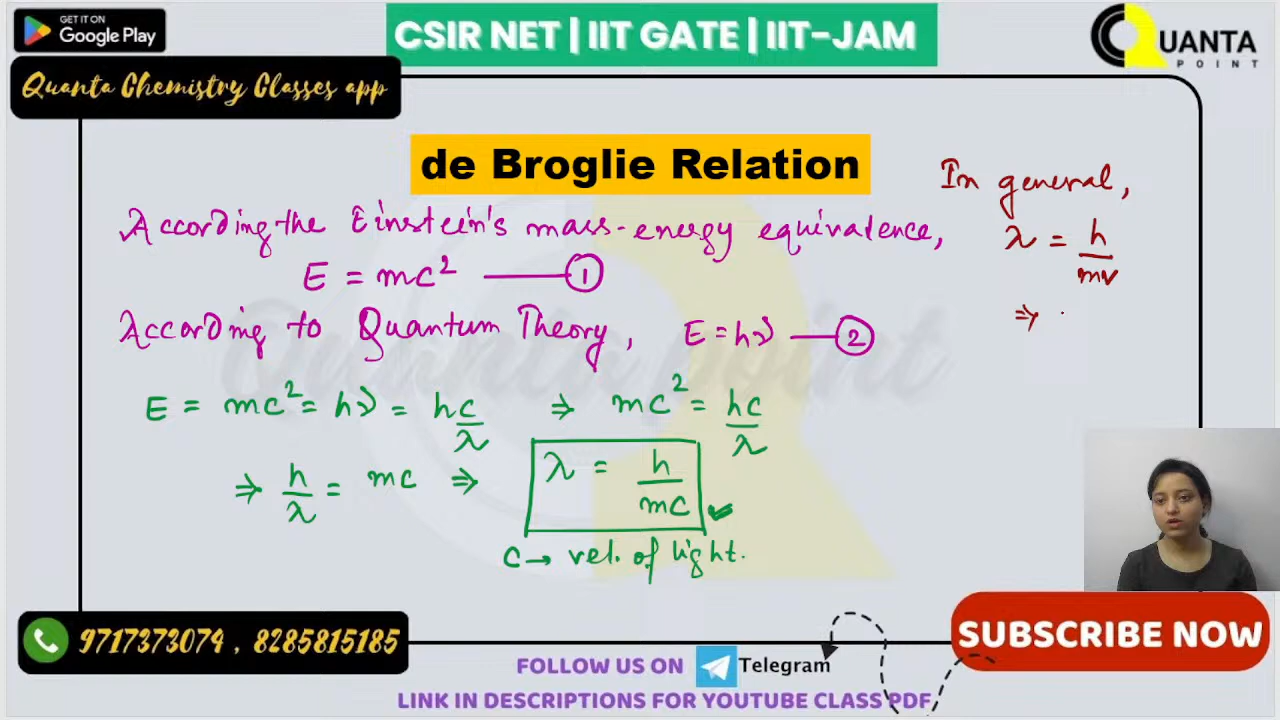 GET IT ON
Google Play
CSIR NET | IIT GATE | IIT-JAM
QUANTA
POINT
Quanta Chemistry Classes app
de Broglie Relation
In general,
λ = h/mv
⇒
According the Einstein's mass-energy equivalence,
E = mc² —— ①
According to Quantum Theory, E = hν —— ②
E = mc² = hν = hc/λ ⇒ mc² = hc/λ
⇒ h/λ = mc ⇒ λ = h/mc
c → vel. of light.
Quanta point
9717373074 , 8285815185
SUBSCRIBE NOW
FOLLOW US ON Telegram
LINK IN DESCRIPTIONS FOR YOUTUBE CLASS PDF